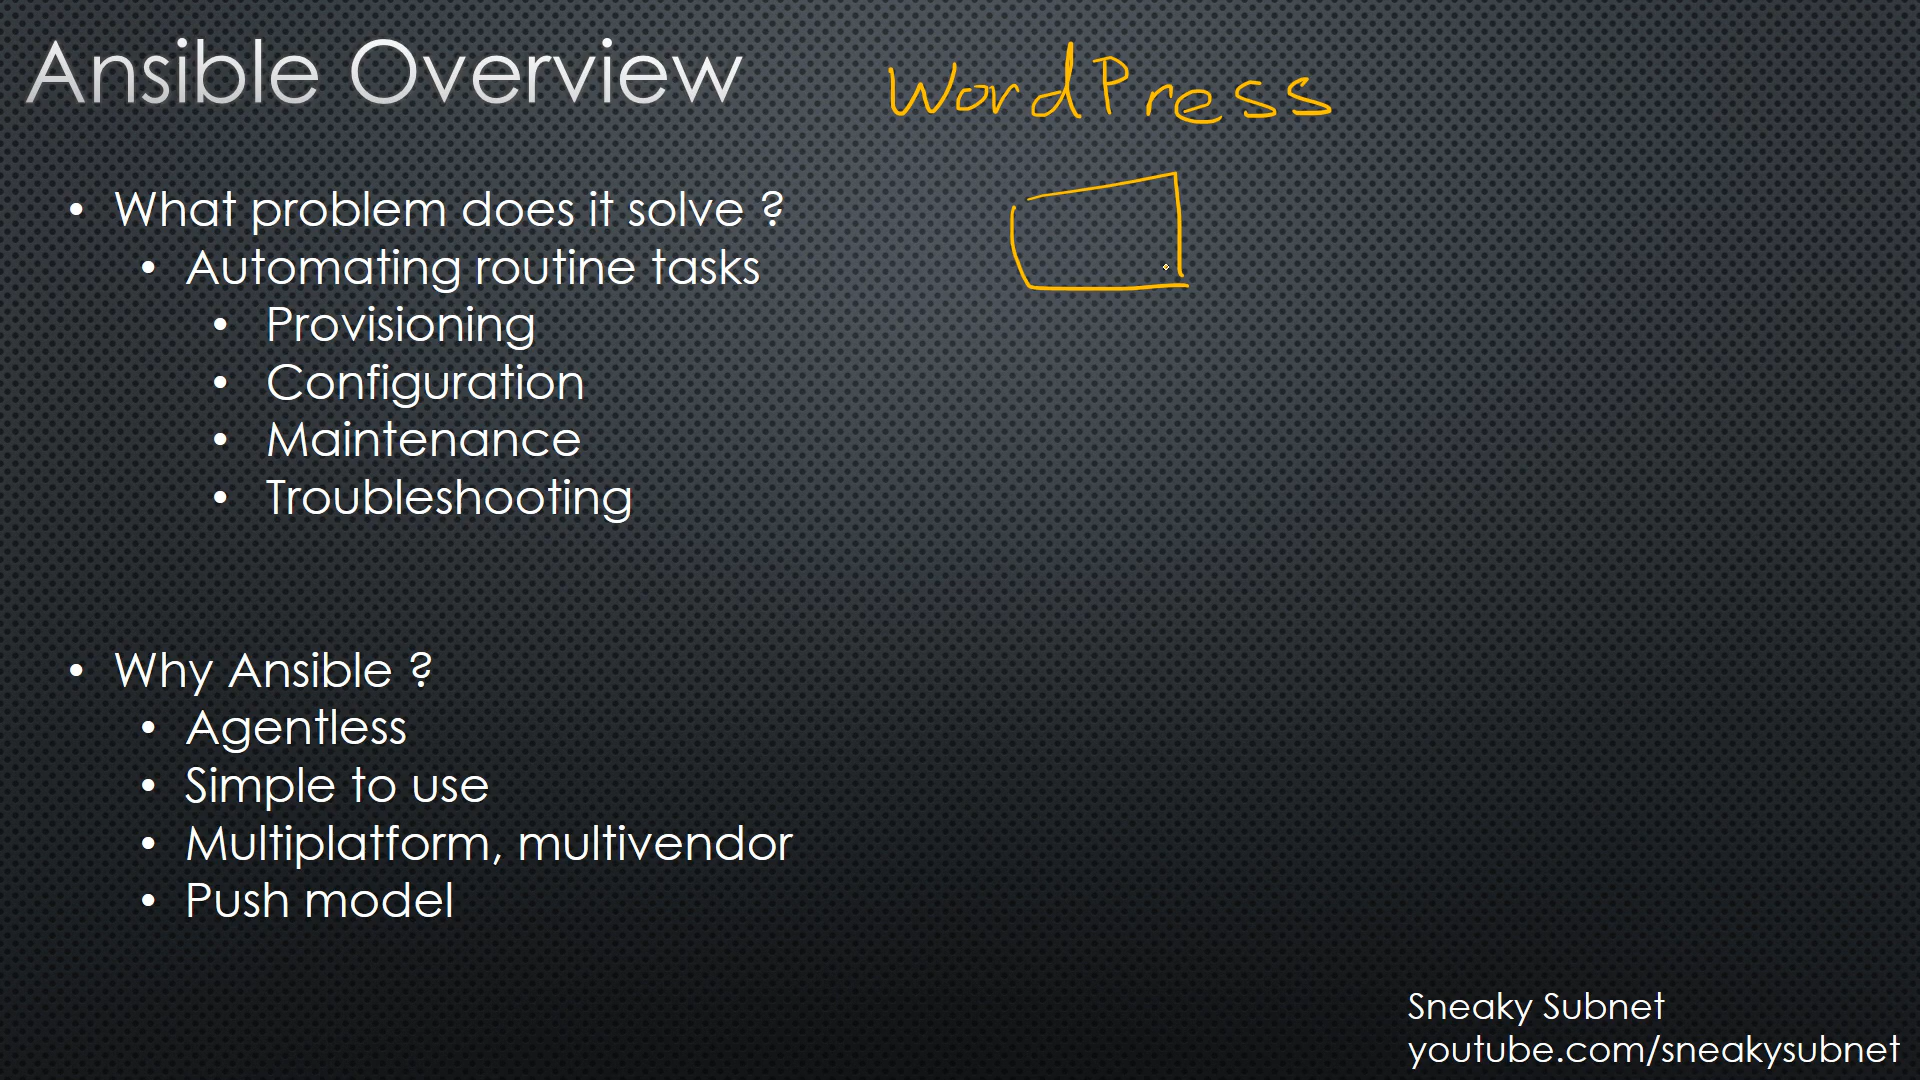 Ansible Overview
WordPress
• What problem does it solve ?
• Automating routine tasks
• Provisioning
• Configuration
• Maintenance
• Troubleshooting
• Why Ansible ?
• Agentless
• Simple to use
• Multiplatform, multivendor
• Push model
Sneaky Subnet
youtube.com/sneakysubnet